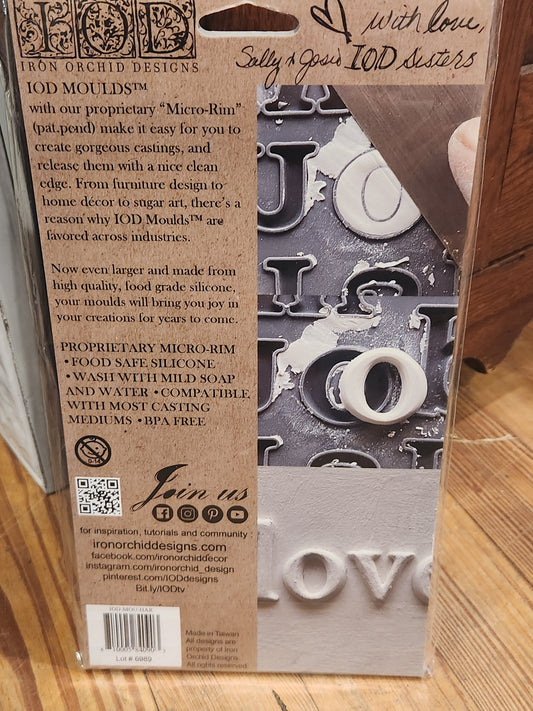 IOD
IRON ORCHID DESIGNS
with love,
Sally & Josie IOD Sisters
IOD MOULDS™
with our proprietary “Micro-Rim”
(pat.pend) make it easy for you to
create gorgeous castings, and
release them with a nice clean
edge. From furniture design to
home décor to sugar art, there's a
reason why IOD Moulds™ are
favored across industries.
Now even larger and made from
high quality, food grade silicone,
your moulds will bring you joy in
your creations for years to come.
PROPRIETARY MICRO-RIM
• FOOD SAFE SILICONE
• WASH WITH MILD SOAP
AND WATER • COMPATIBLE
WITH MOST CASTING
MEDIUMS • BPA FREE
Join us
for inspiration, tutorials and community :
ironorchiddesigns.com
facebook.com/ironorchiddecor
instagram.com/ironorchid_design
pinterest.com/IODdesigns
Bit.ly/IODtv
IOD-MOU-HAR
Lot # 6989
Made in Taiwan
All designs are
property of Iron
Orchid Designs.
All rights reserved.
love